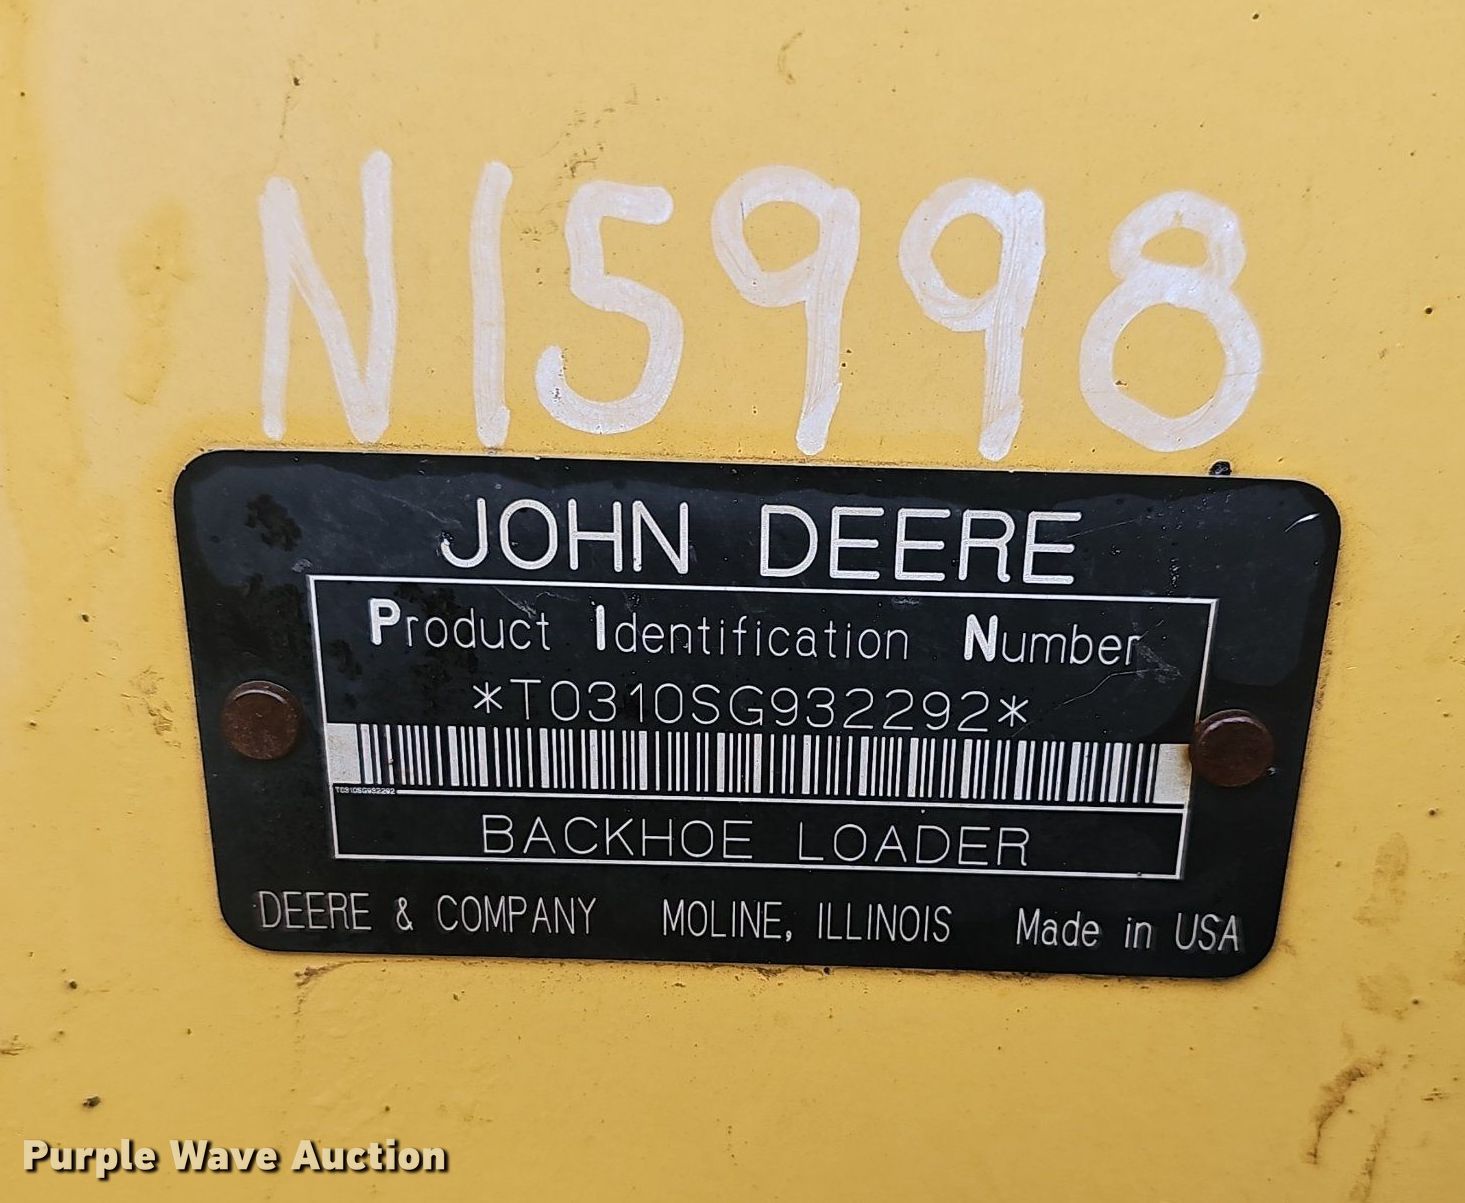 N15998
JOHN DEERE
Product Identification Number
*T0310SG932292*
T0310SG932292
BACKHOE LOADER
DEERE & COMPANY MOLINE, ILLINOIS Made in USA
Purple Wave Auction